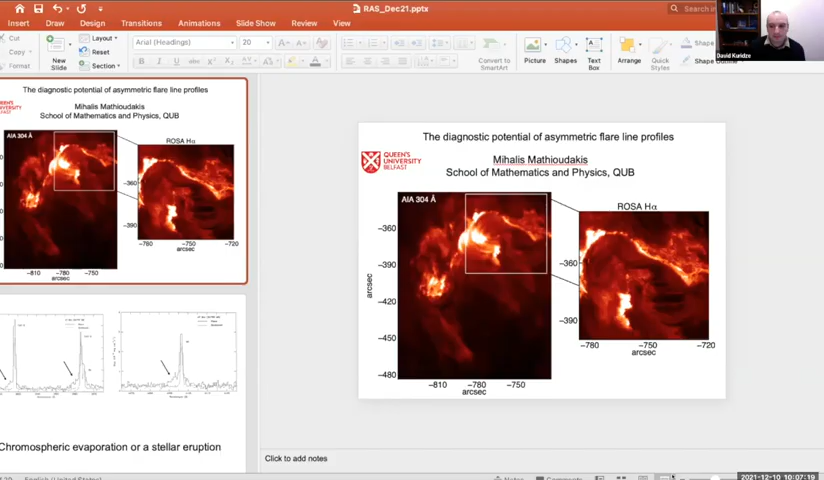 RAS_Dec21.pptx
Search in
Insert
Draw
Design
Transitions
Animations
Slide Show
Review
View
Cut
Copy
Format
New
Slide
Layout
Reset
Section
Arial (Headings)
20
Convert to
SmartArt
Picture
Shapes
Text
Box
Arrange
Quick
Styles
Shape
Shape Outline
David Kuridze
The diagnostic potential of asymmetric flare line profiles
Mihalis Mathioudakis
School of Mathematics and Physics, QUB
AIA 304 Å
ROSA Hα
−360
−390
−810
−780
−750
arcsec
−780
−750
−720
arcsec
Chromospheric evaporation or a stellar eruption
The diagnostic potential of asymmetric flare line profiles
QUEEN'S
UNIVERSITY
BELFAST
Mihalis Mathioudakis
School of Mathematics and Physics, QUB
AIA 304 Å
ROSA Hα
arcsec
−360
−390
−420
−450
−480
−810
−780
−750
arcsec
−360
−390
−780
−750
−720
arcsec
Click to add notes
English (United States)
Notes
Comments
2021-12-10 10:07:19